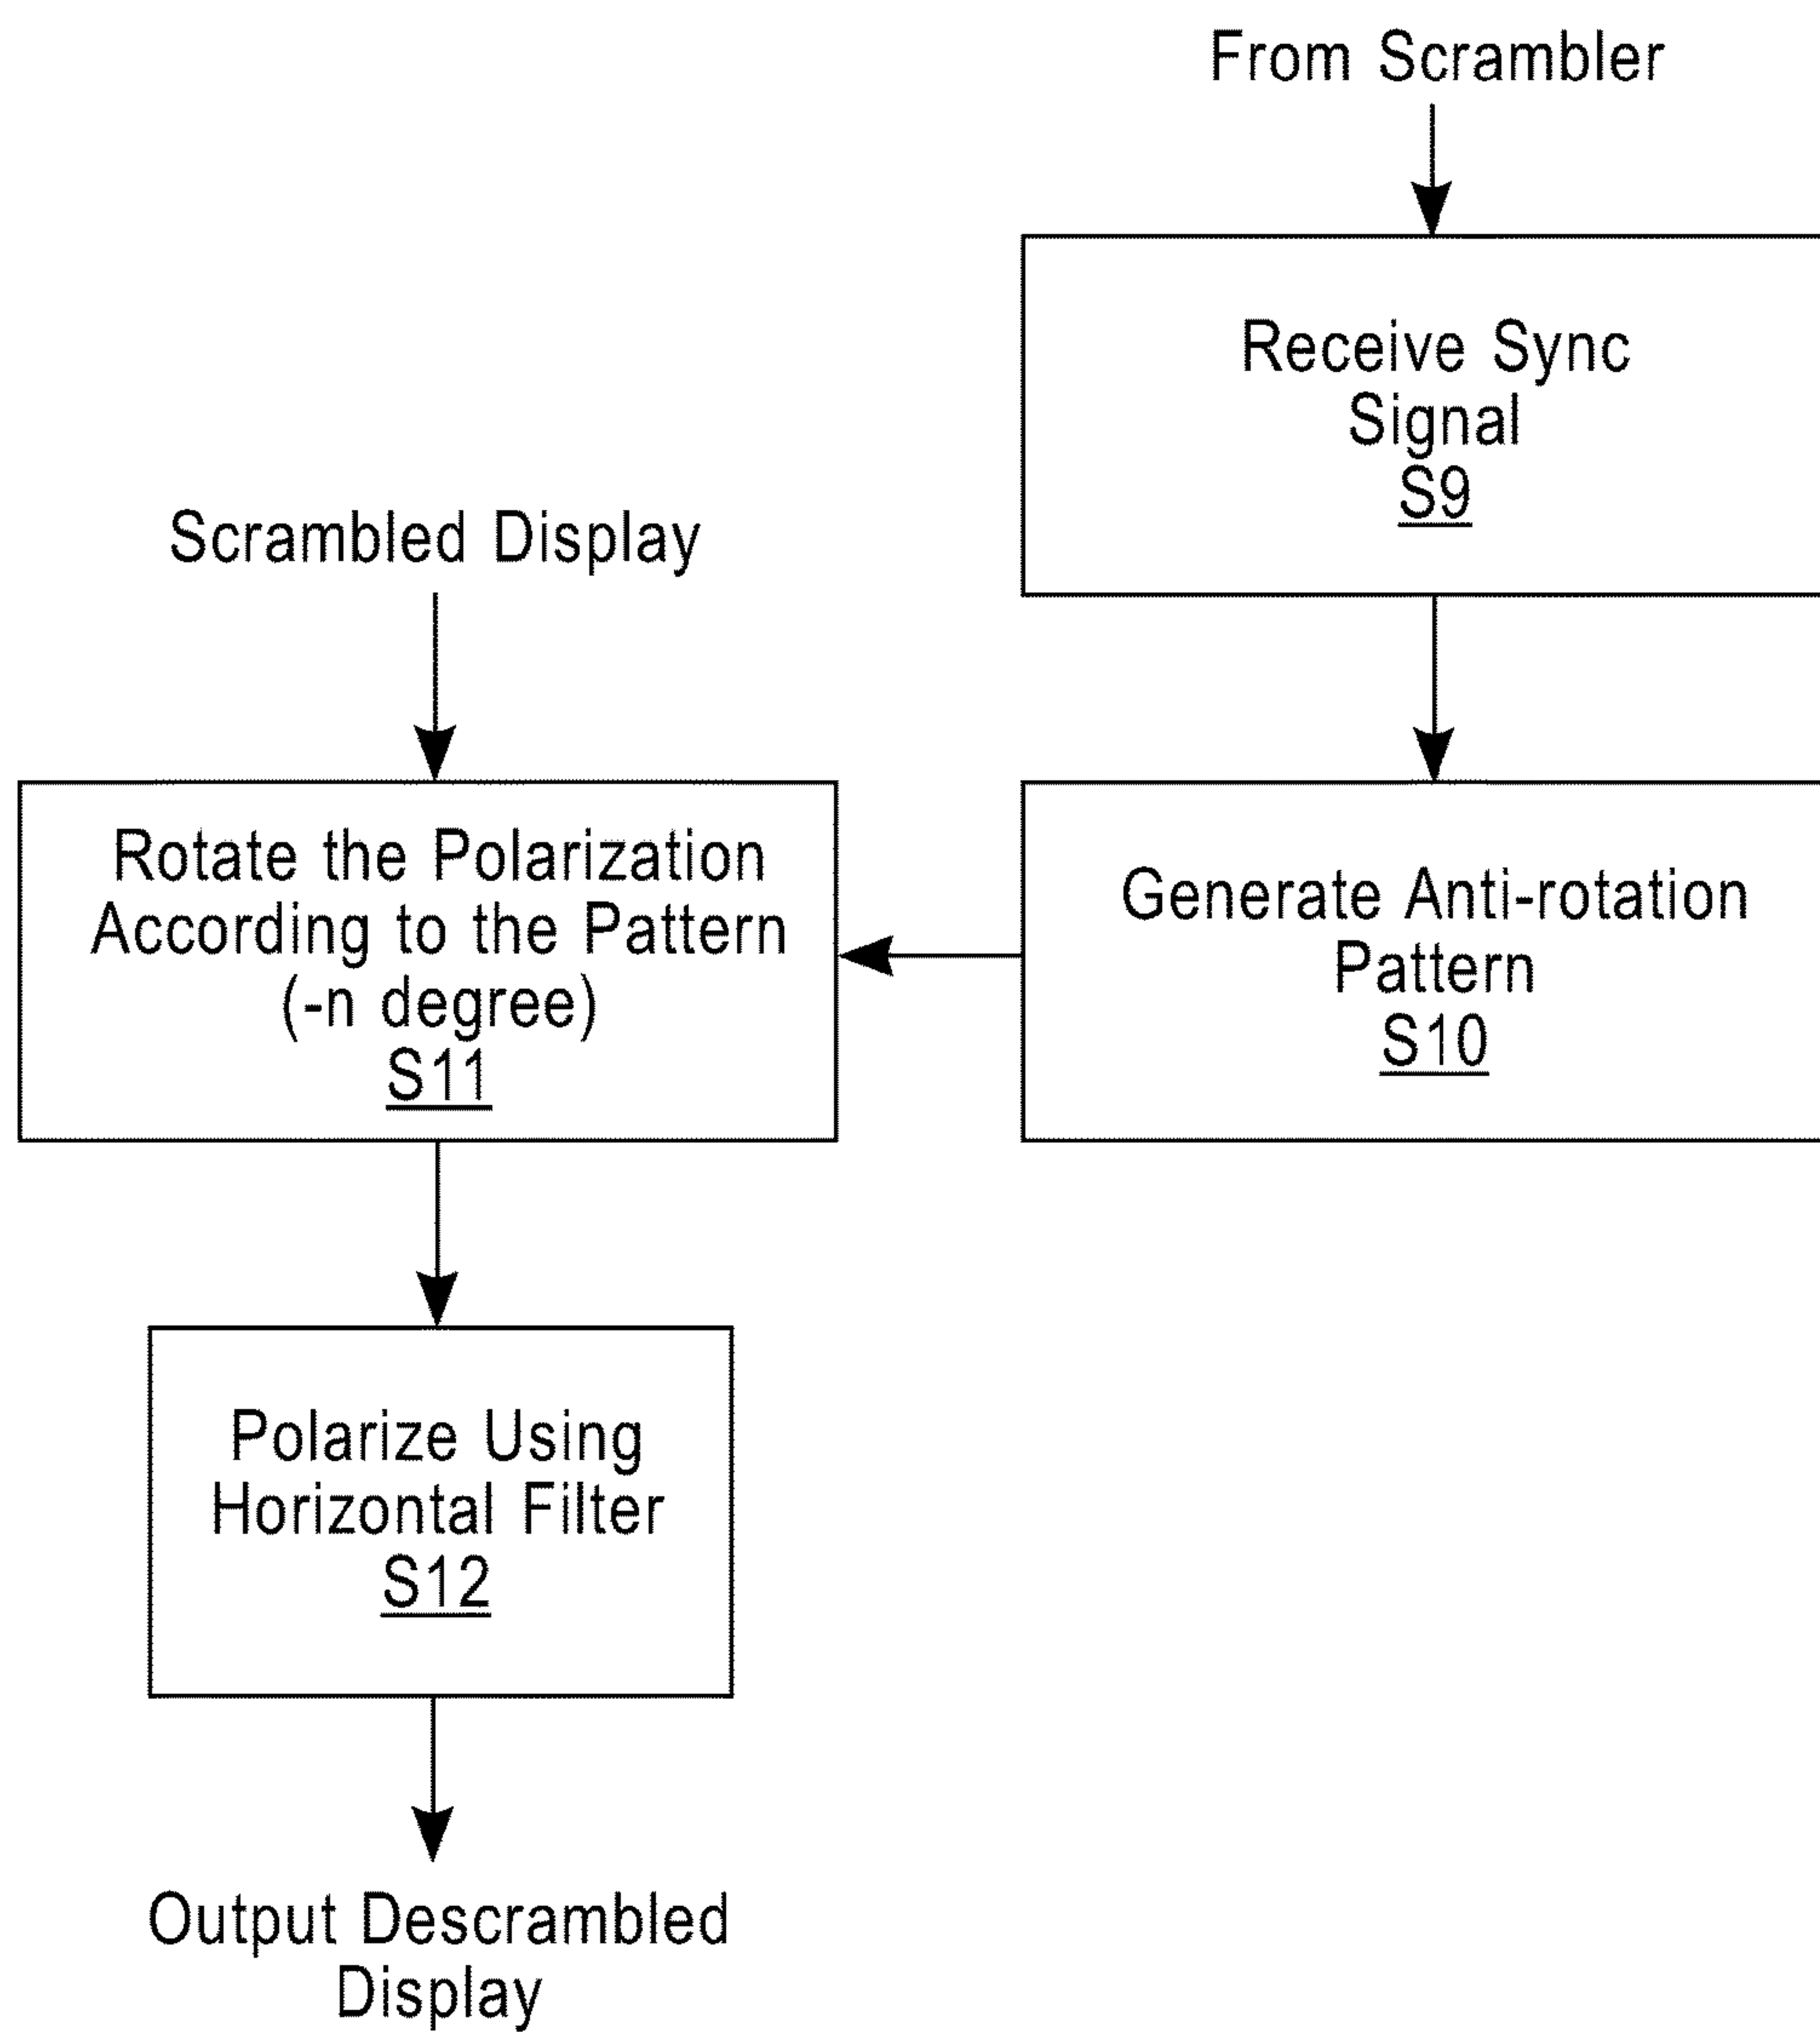 From Scrambler
Receive Sync
Signal
S9
Scrambled Display
Rotate the Polarization
According to the Pattern
(-n degree)
S11
Generate Anti-rotation
Pattern
S10
Polarize Using
Horizontal Filter
S12
Output Descrambled
Display